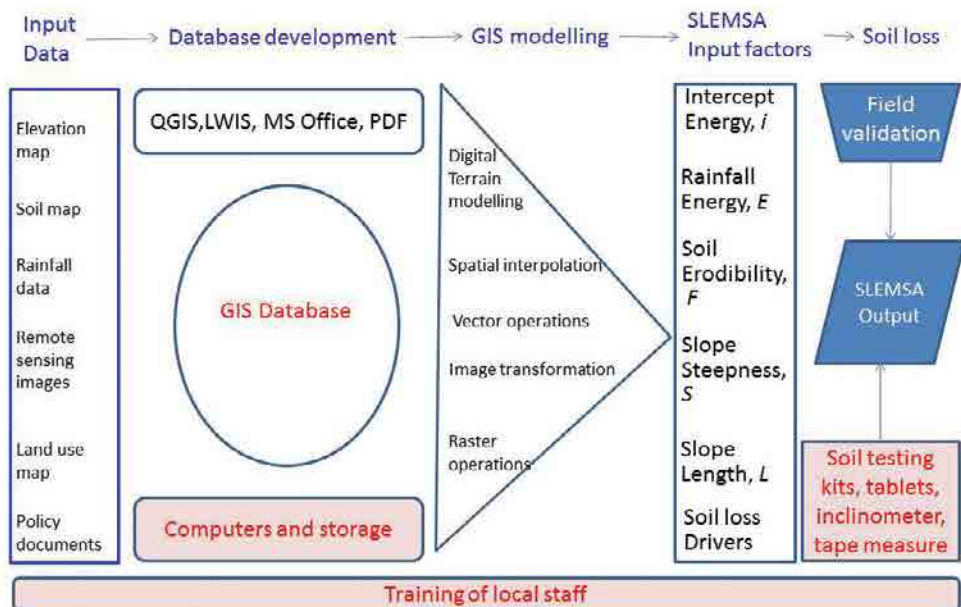 Input
Data
Database development
GIS modelling
SLEMSA
Input factors
Soil loss
Elevation
map
Soil map
Rainfall
data
Remote
sensing
images
Land use
map
Policy
documents
QGIS,LWIS, MS Office, PDF
GIS Database
Computers and storage
Digital
Terrain
modelling
Spatial interpolation
Vector operations
Image transformation
Raster
operations
Intercept
Energy, i
Rainfall
Energy, E
Soil
Erodibility,
F
Slope
Steepness,
S
Slope
Length, L
Soil loss
Drivers
Field
validation
SLEMSA
Output
Soil testing
kits, tablets,
inclinometer,
tape measure
Training of local staff